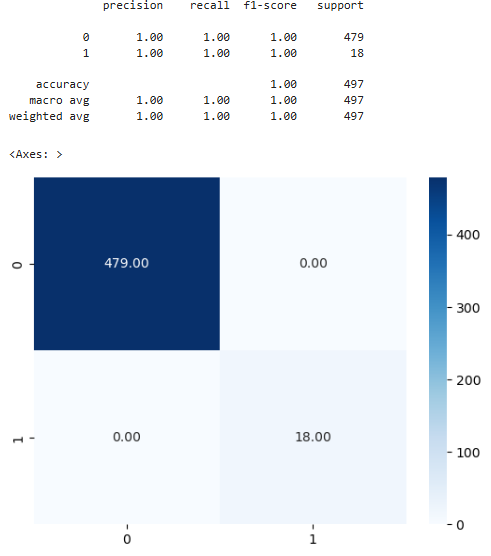 precision recall f1-score support
0 1.00 1.00 1.00 479
1 1.00 1.00 1.00 18
accuracy 1.00 497
macro avg 1.00 1.00 1.00 497
weighted avg 1.00 1.00 1.00 497
<Axes: >
400
0 479.00 0.00
300
200
1 0.00 18.00
100
0
0 1